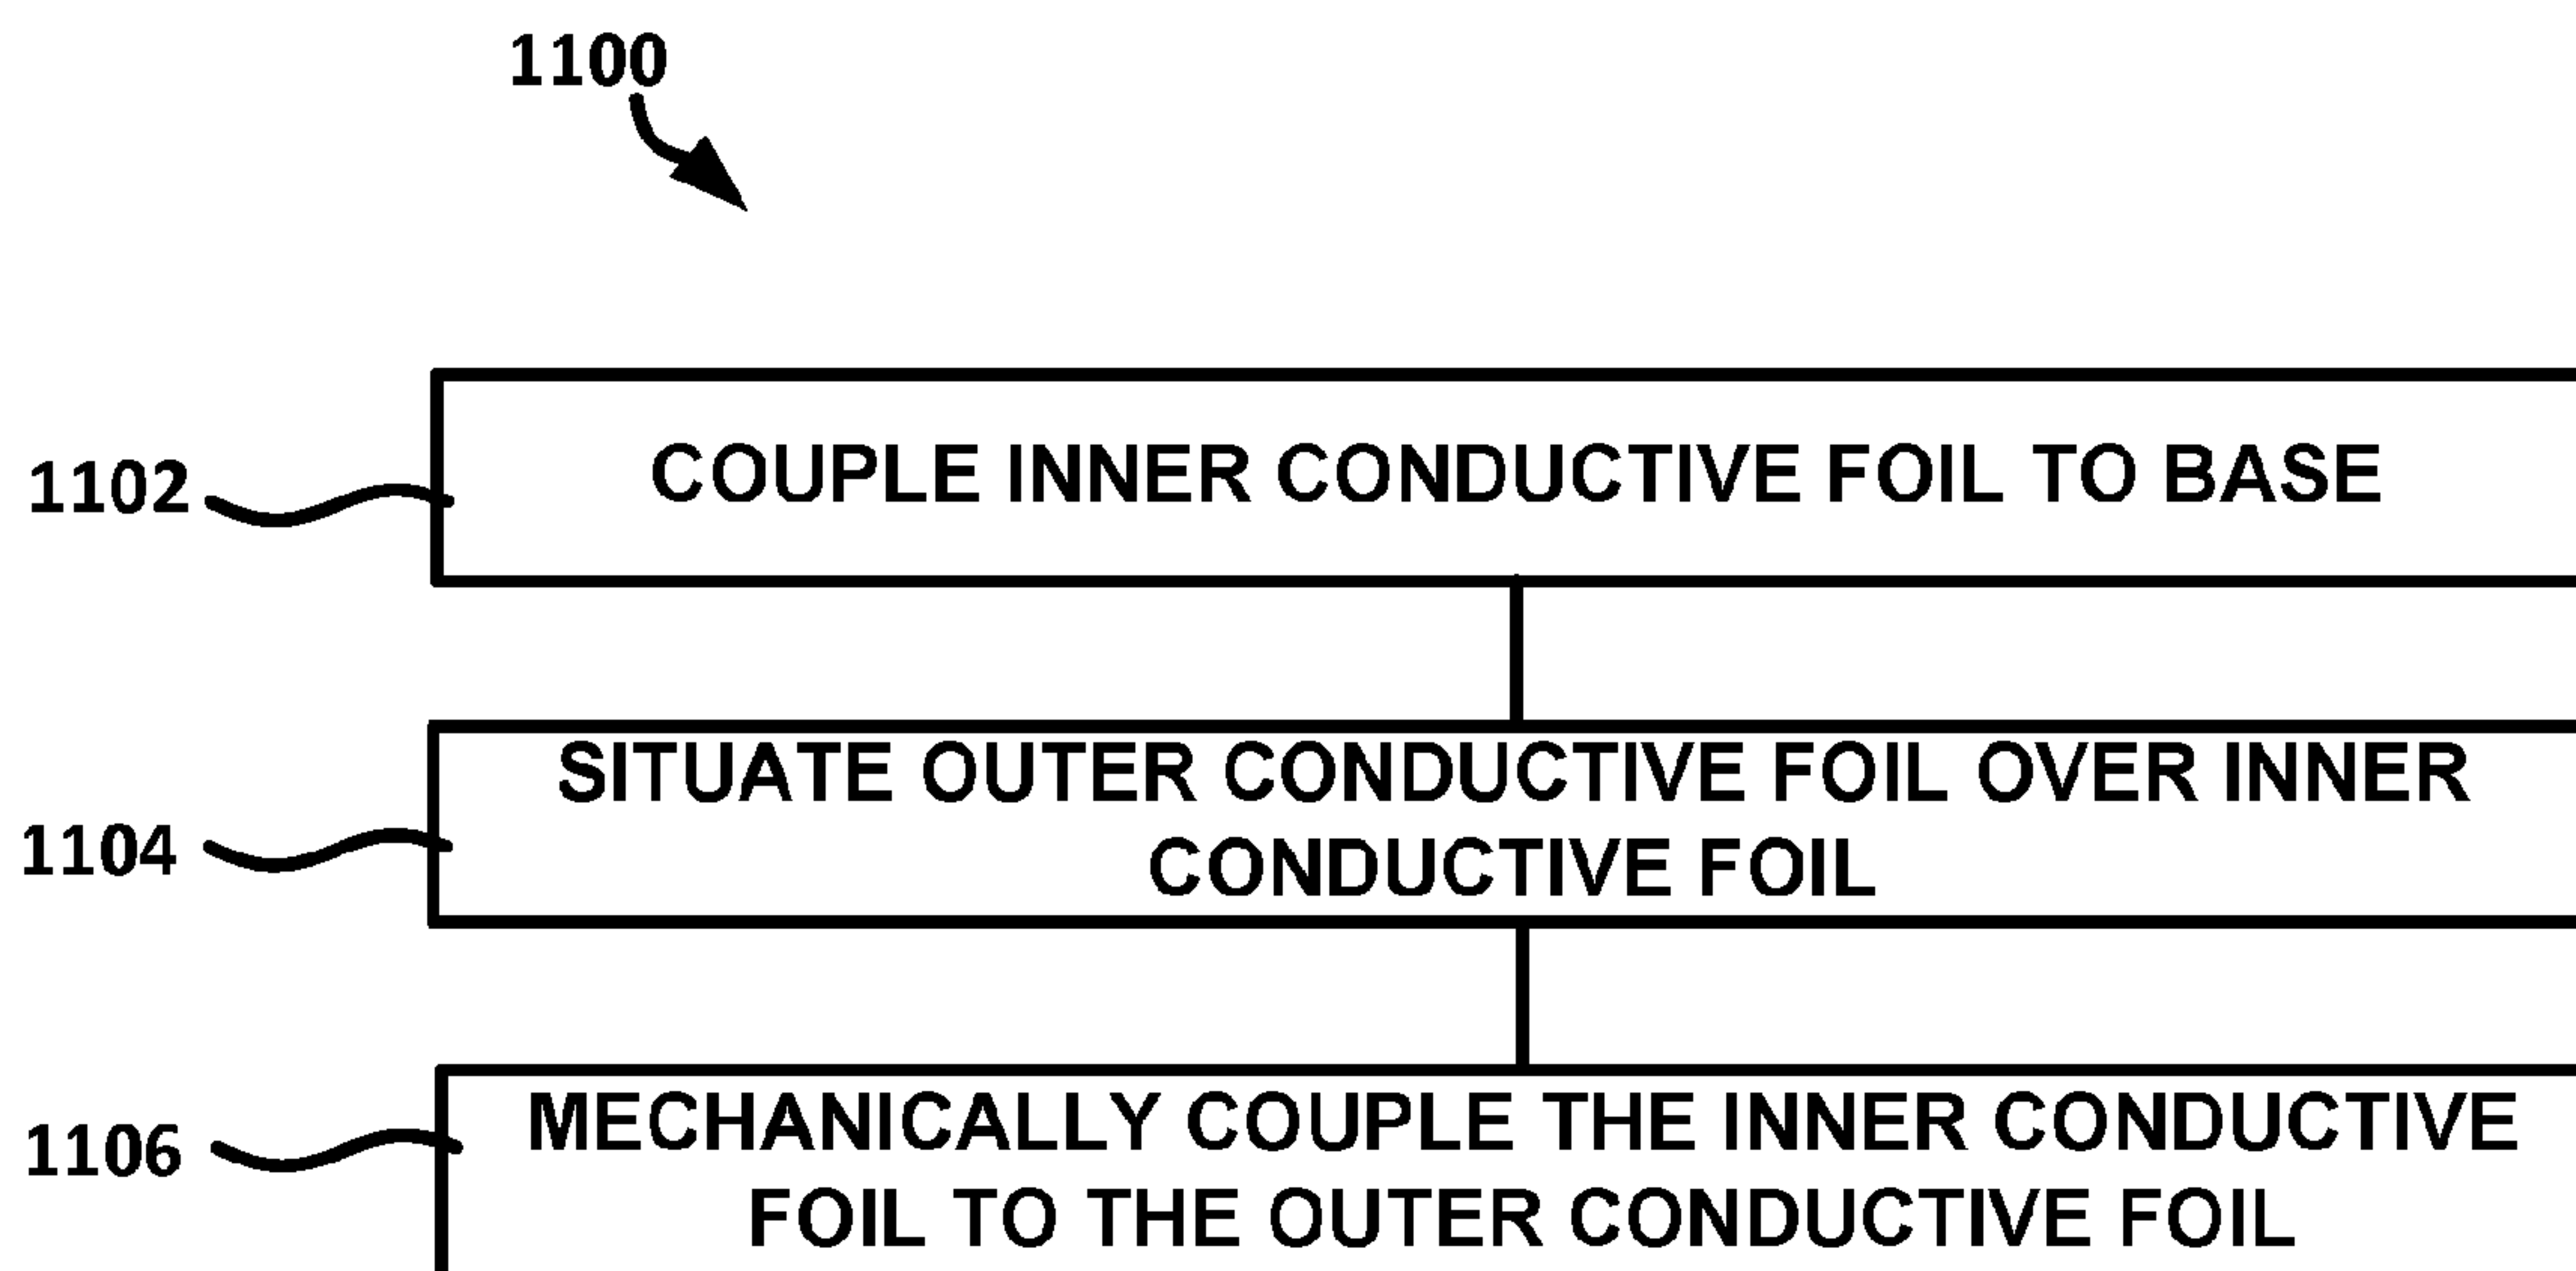 1100
1102
COUPLE INNER CONDUCTIVE FOIL TO BASE
1104
SITUATE OUTER CONDUCTIVE FOIL OVER INNER
CONDUCTIVE FOIL
1106
MECHANICALLY COUPLE THE INNER CONDUCTIVE
FOIL TO THE OUTER CONDUCTIVE FOIL